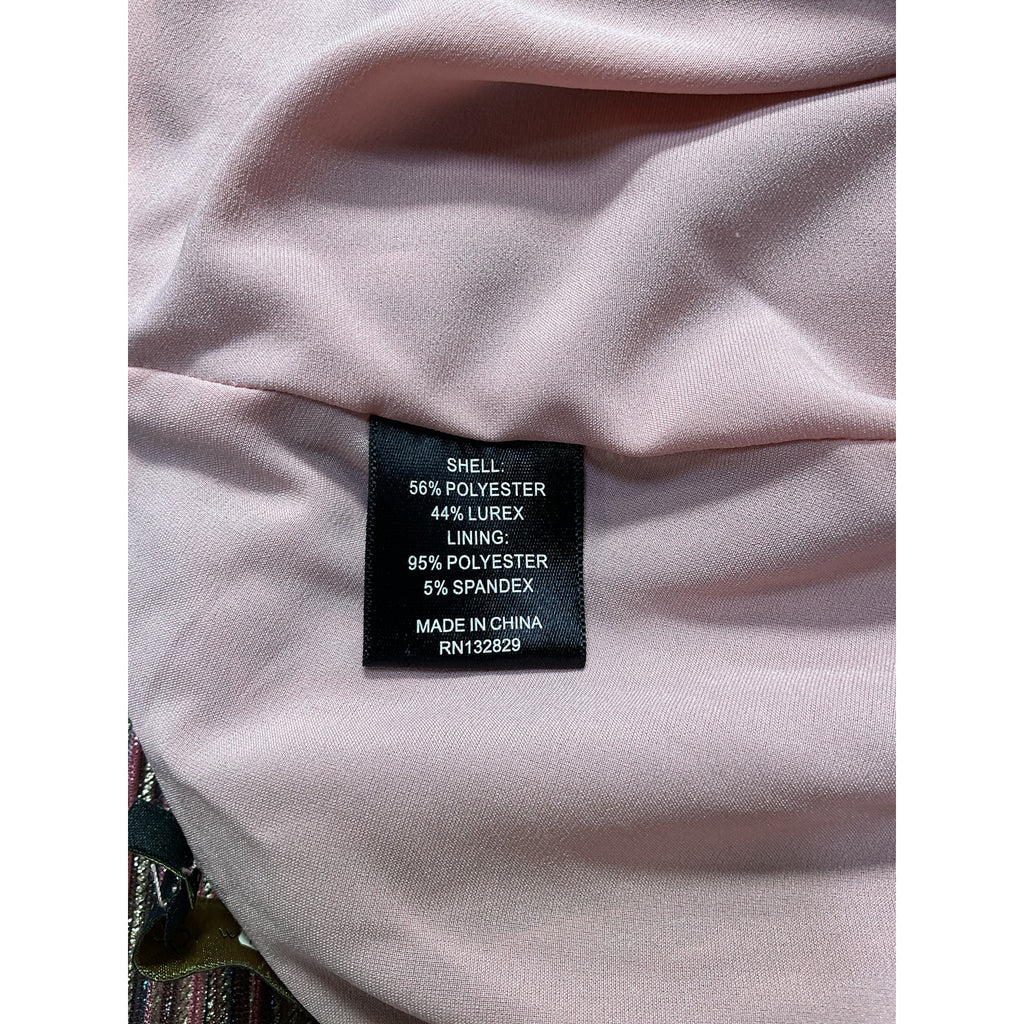 SHELL:
56% POLYESTER
44% LUREX
LINING:
95% POLYESTER
5% SPANDEX
MADE IN CHINA
RN132829